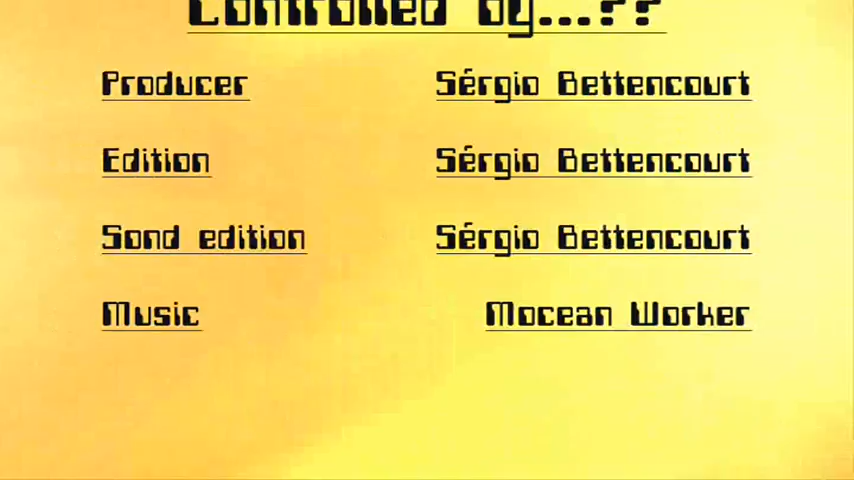 Controlled by...??
Producer Sérgio Bettencourt
Edition Sérgio Bettencourt
Sond edition Sérgio Bettencourt
Music Mocean Worker